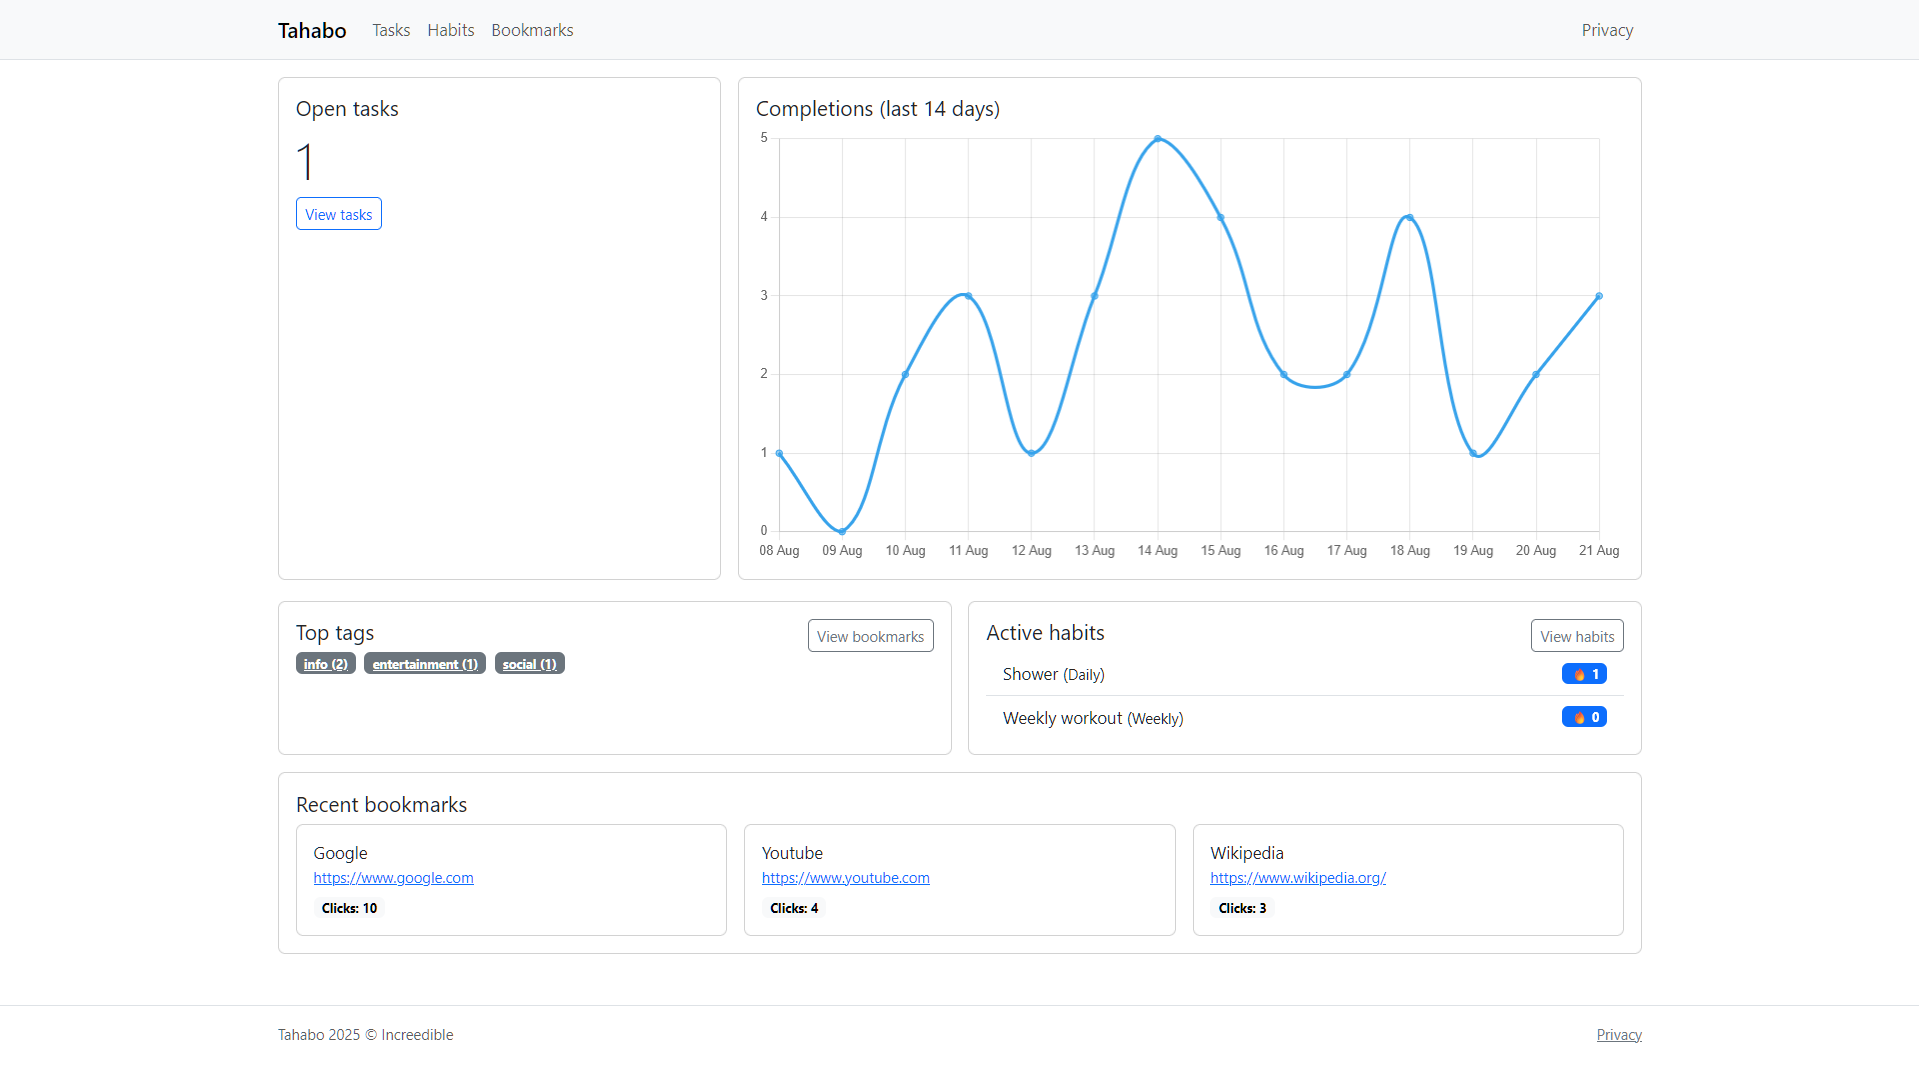 Tahabo Tasks Habits Bookmarks Privacy
Open tasks
1
View tasks
Completions (last 14 days)
5
4
3
2
1
0
08 Aug 09 Aug 10 Aug 11 Aug 12 Aug 13 Aug 14 Aug 15 Aug 16 Aug 17 Aug 18 Aug 19 Aug 20 Aug 21 Aug
Top tags
View bookmarks
info (2) entertainment (1) social (1)
Active habits
View habits
Shower (Daily) 🔥 1
Weekly workout (Weekly) 🔥 0
Recent bookmarks
Google
https://www.google.com
Clicks: 10
Youtube
https://www.youtube.com
Clicks: 4
Wikipedia
https://www.wikipedia.org/
Clicks: 3
Tahabo 2025 © Increedible Privacy